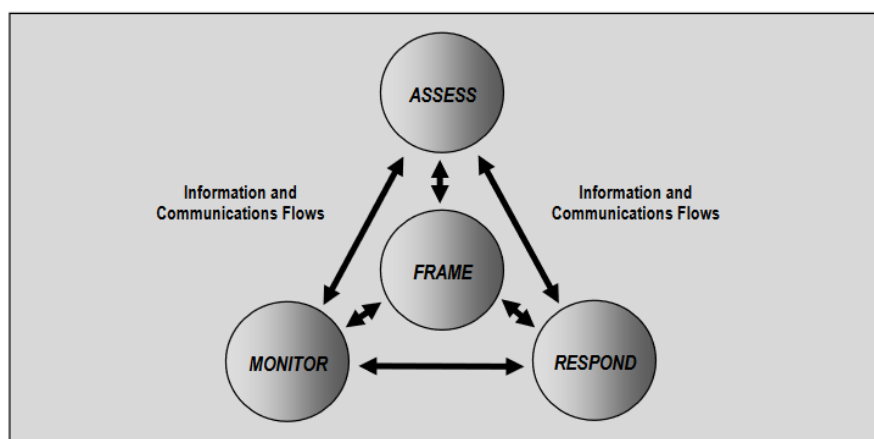 ASSESS
Information and
Communications Flows
Information and
Communications Flows
FRAME
MONITOR
RESPOND